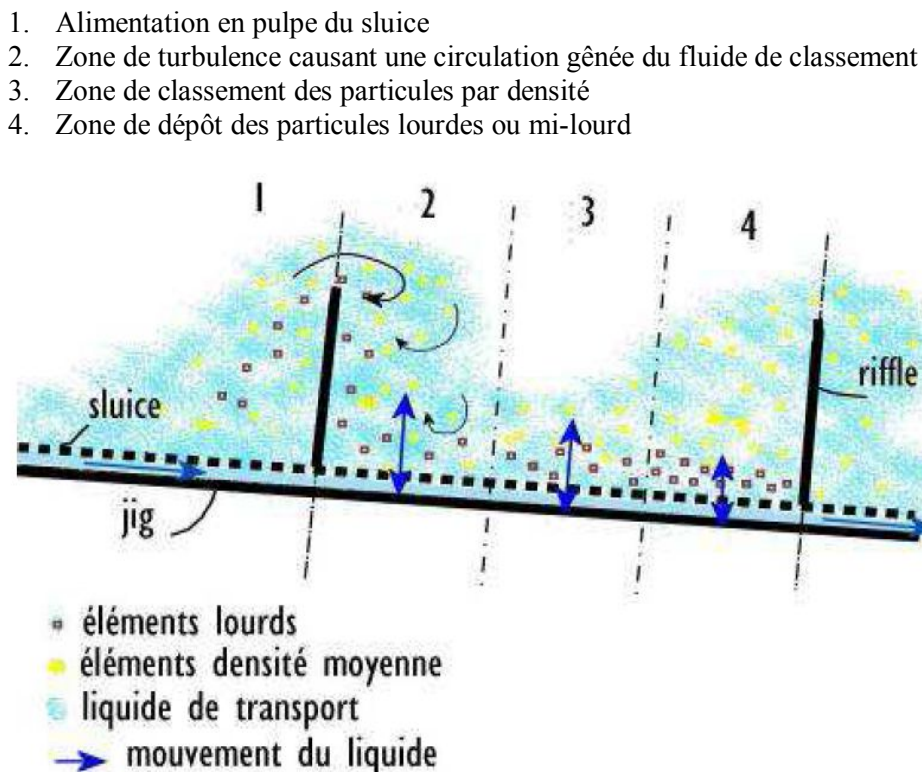 1. Alimentation en pulpe du sluice
2. Zone de turbulence causant une circulation gênée du fluide de classement
3. Zone de classement des particules par densité
4. Zone de dépôt des particules lourdes ou mi-lourd
1 2 3 4
riffle
sluice
jig
éléments lourds
éléments densité moyenne
liquide de transport
mouvement du liquide